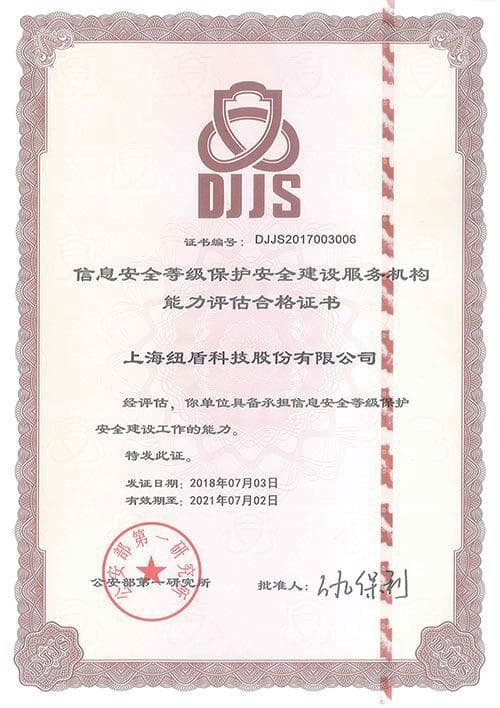 DJJS
证书编号：DJJS2017003006
信息安全等级保护安全建设服务机构
能力评估合格证书
上海纽盾科技股份有限公司
经评估，你单位具备承担信息安全等级保护
安全建设工作的能力。
特发此证。
发证日期：2018年07月03日
有效期至：2021年07月02日
公安部第一研究所
公安部第一研究所 批准人：
DJJS DJJS